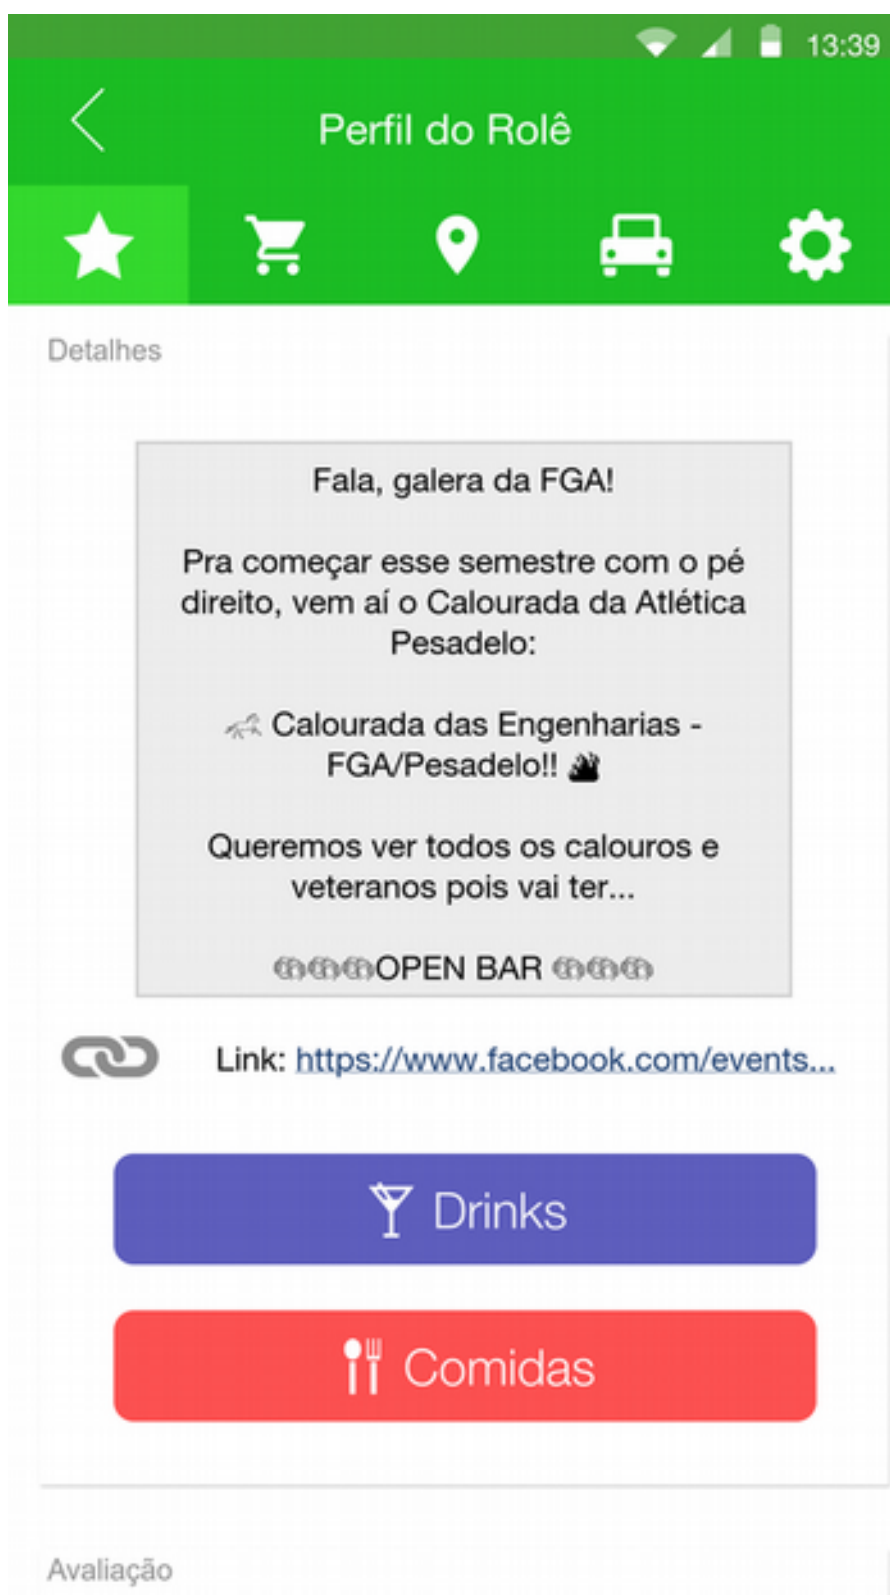 13:39
Perfil do Rolê
Detalhes
Fala, galera da FGA!
Pra começar esse semestre com o pé
direito, vem aí o Calourada da Atlética
Pesadelo:
🐎 Calourada das Engenharias -
FGA/Pesadelo!! 🔥
Queremos ver todos os calouros e
veteranos pois vai ter...
🍻🍻🍻OPEN BAR 🍻🍻🍻
Link: https://www.facebook.com/events...
Drinks
Comidas
Avaliação